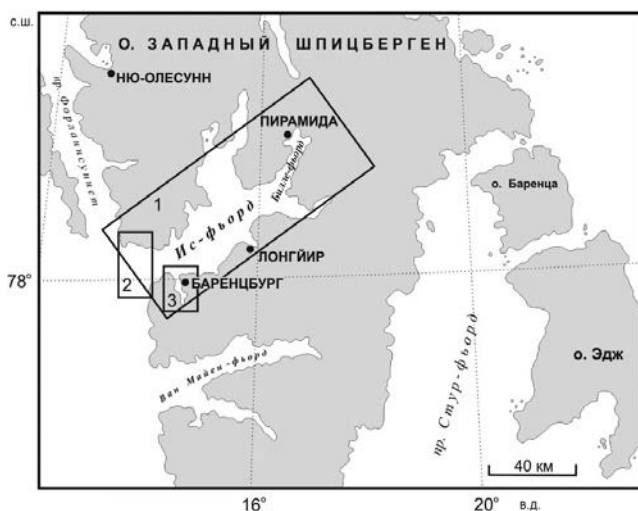 с.ш.
О. ЗАПАДНЫЙ ШПИЦБЕРГЕН
НЮ-ОЛЕСУНН
пр. Форланнсуннет
ПИРАМИДА
Билле-фьорд
1
Ис-фьорд
о. Баренца
ЛОНГЙИР
78°
2
3
БАРЕНЦБУРГ
Ван Майен-фьорд
пр. Стур-фьорд
о. Эдж
40 км
16°
20°
в.д.